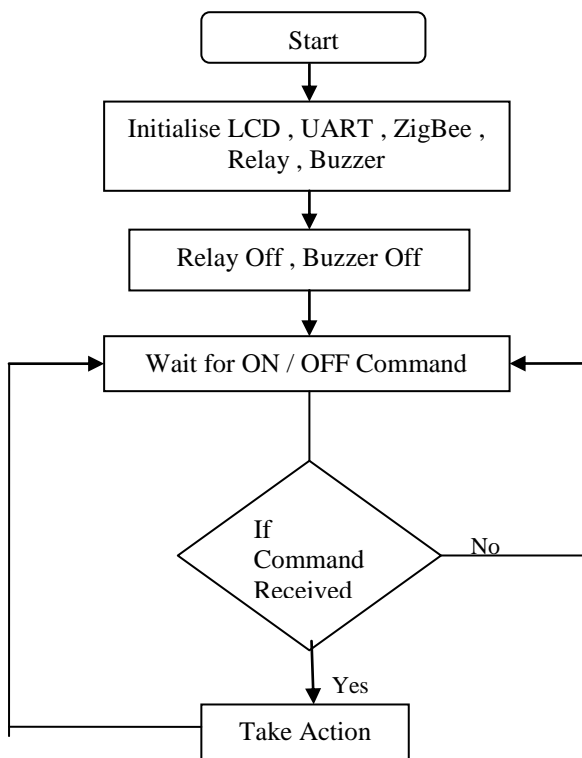 Start
Initialise LCD , UART , ZigBee ,
Relay , Buzzer
Relay Off , Buzzer Off
Wait for ON / OFF Command
If
Command
Received
No
Yes
Take Action